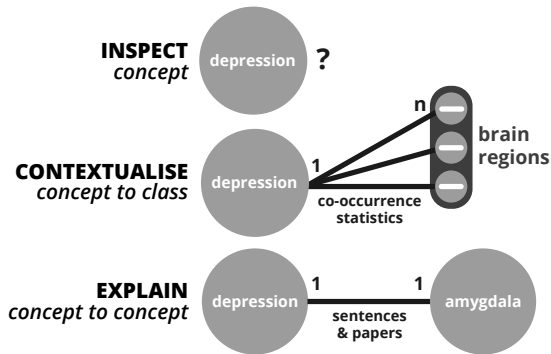 INSPECT
concept
depression
?
CONTEXTUALISE
concept to class
depression
1
n
brain
regions
co-occurrence
statistics
EXPLAIN
concept to concept
depression
1
1
sentences
& papers
amygdala